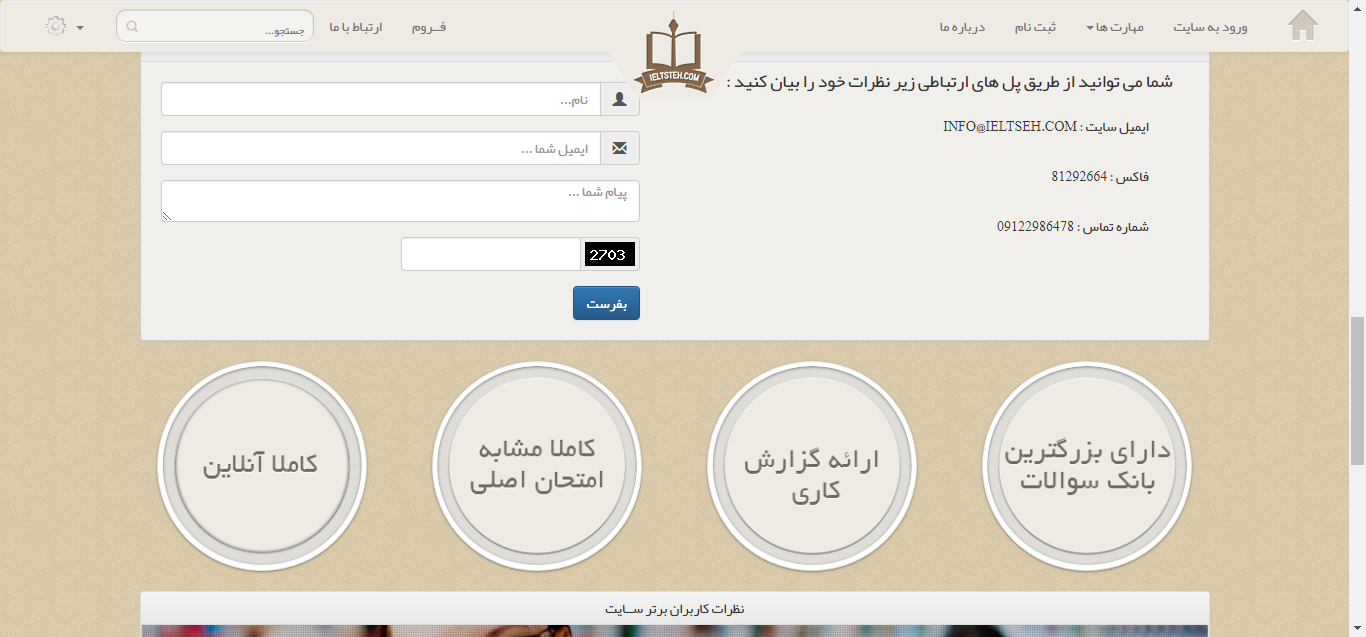 ورود به سایت
مهارت ها
ثبت نام
درباره ما
IELTSTEH.COM
فــروم
ارتباط با ما
جستجو...
شما می توانید از طریق پل های ارتباطی زیر نظرات خود را بیان کنید :
ایمیل سایت : INFO@IELTSEH.COM
فاکس : 81292664
شماره تماس : 09122986478
نام...
ایمیل شما ...
پیام شما ...
2703
بفرست
دارای بزرگترین
بانک سوالات
ارائه گزارش
کاری
کاملا مشابه
امتحان اصلی
کاملا آنلاین
نظرات کاربران برتر ســایت